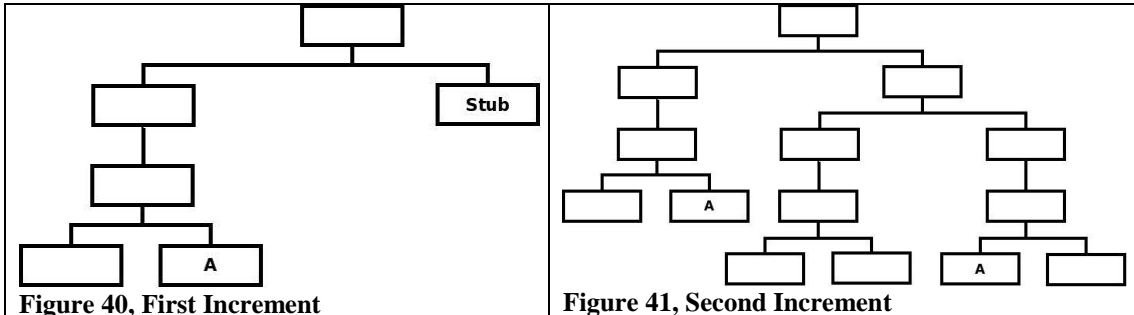 Stub
A
Figure 40, First Increment
A
A
Figure 41, Second Increment